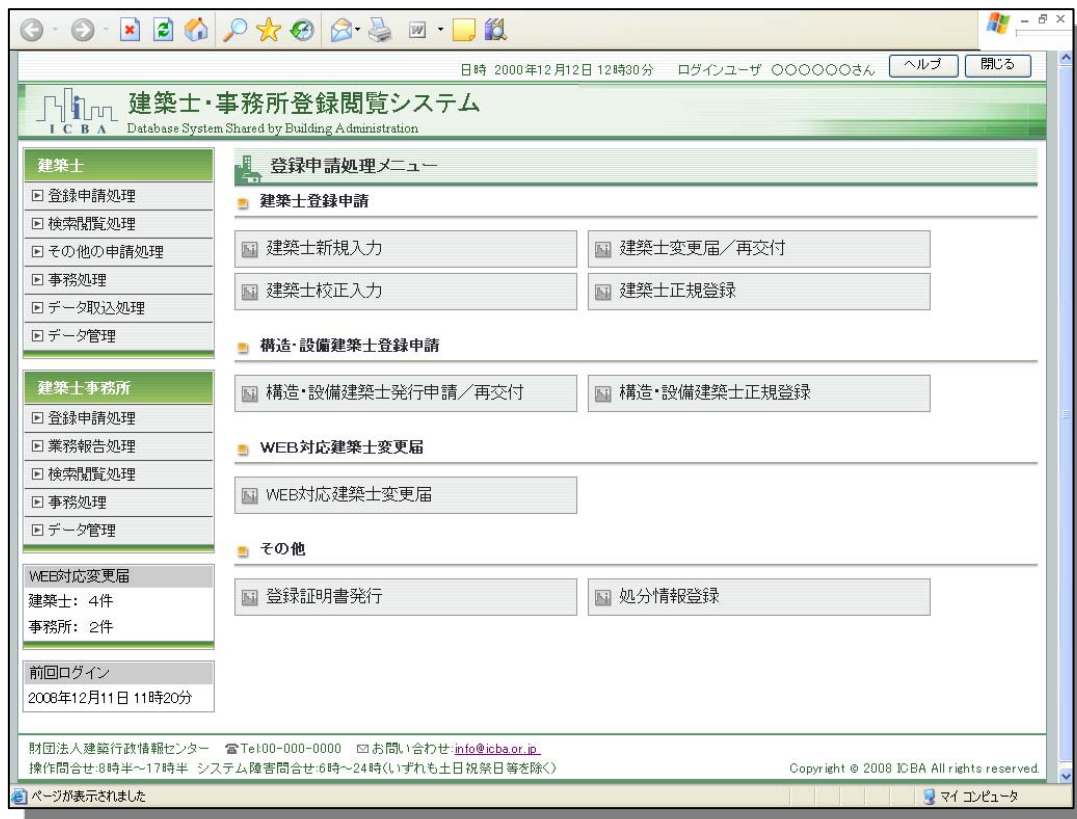 日時 2000年12月12日 12時30分 ログインユーザ 〇〇〇〇〇〇さん ヘルプ 閉じる
ICBA 建築士・事務所登録閲覧システム
Database System Shared by Building Administration
建築士
登録申請処理
検索閲覧処理
その他の申請処理
事務処理
データ取込処理
データ管理
建築士事務所
登録申請処理
業務報告処理
検索閲覧処理
事務処理
データ管理
WEB対応変更届
建築士: 4件
事務所: 2件
前回ログイン
2008年12月11日 11時20分
登録申請処理メニュー
建築士登録申請
建築士新規入力 建築士変更届/再交付
建築士校正入力 建築士正規登録
構造・設備建築士登録申請
構造・設備建築士発行申請/再交付 構造・設備建築士正規登録
WEB対応建築士変更届
WEB対応建築士変更届
その他
登録証明書発行 処分情報登録
財団法人建築行政情報センター ☎Tel:00-000-0000 ✉お問い合わせ:info@icba.or.jp
操作問合せ:8時半~17時半 システム障害問合せ:6時~24時(いずれも土日祝祭日等を除く) Copyright © 2008 ICBA All rights reserved.
ページが表示されました マイ コンピュータ